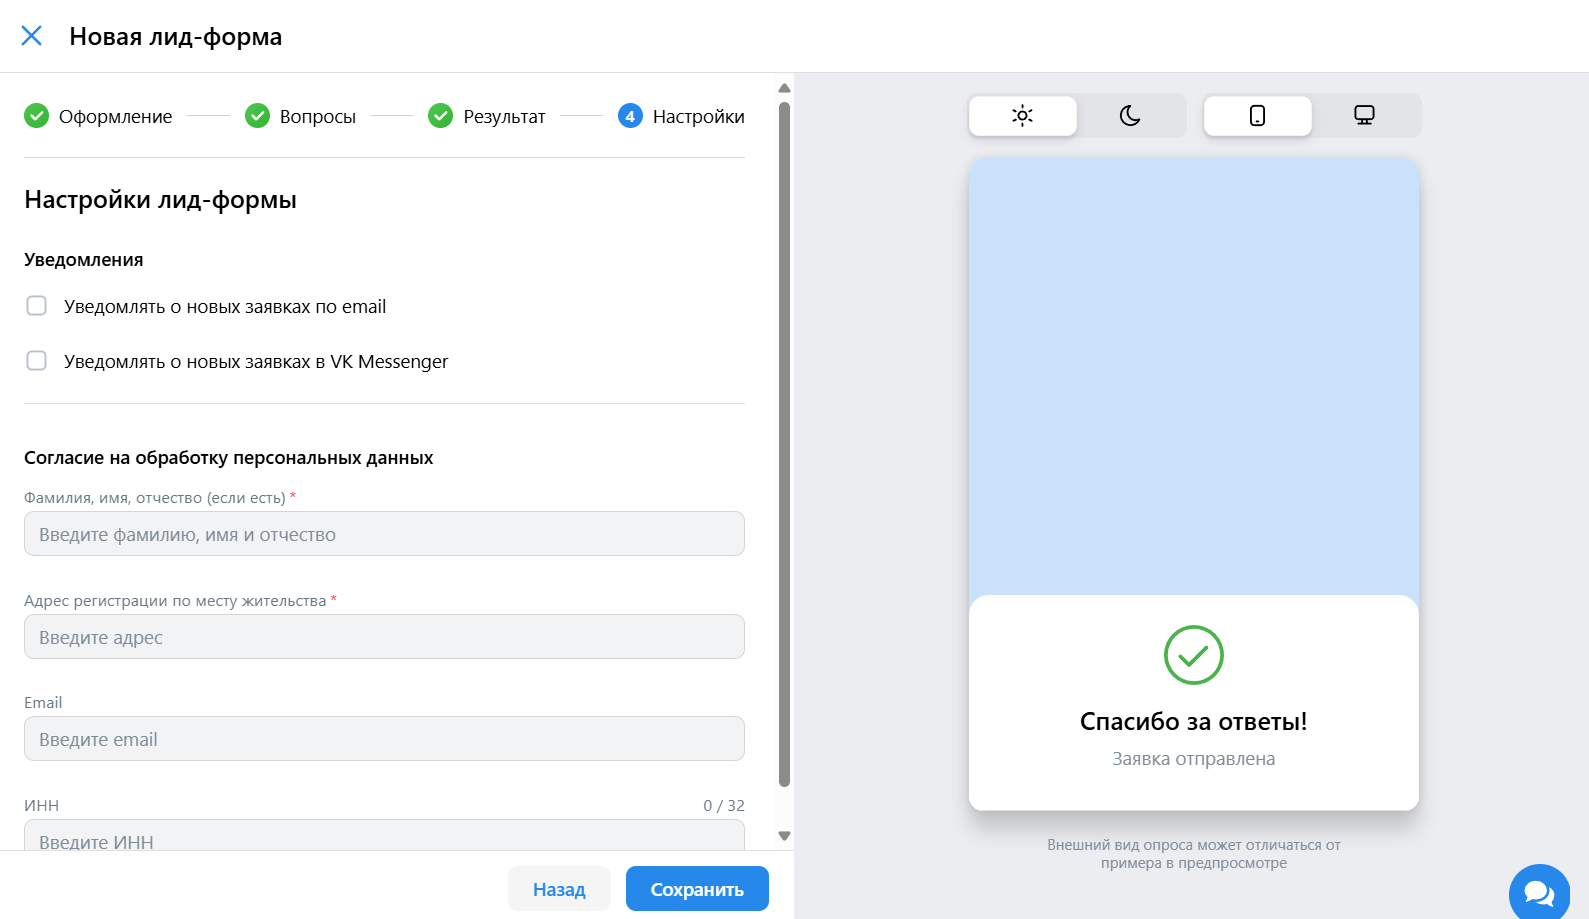 Новая лид-форма
Оформление
Вопросы
Результат
4 Настройки
Настройки лид-формы
Уведомления
Уведомлять о новых заявках по email
Уведомлять о новых заявках в VK Messenger
Согласие на обработку персональных данных
Фамилия, имя, отчество (если есть) *
Введите фамилию, имя и отчество
Адрес регистрации по месту жительства *
Введите адрес
Email
Введите email
ИНН 0 / 32
Введите ИНН
Назад
Сохранить
Спасибо за ответы!
Заявка отправлена
Внешний вид опроса может отличаться от
примера в предпросмотре